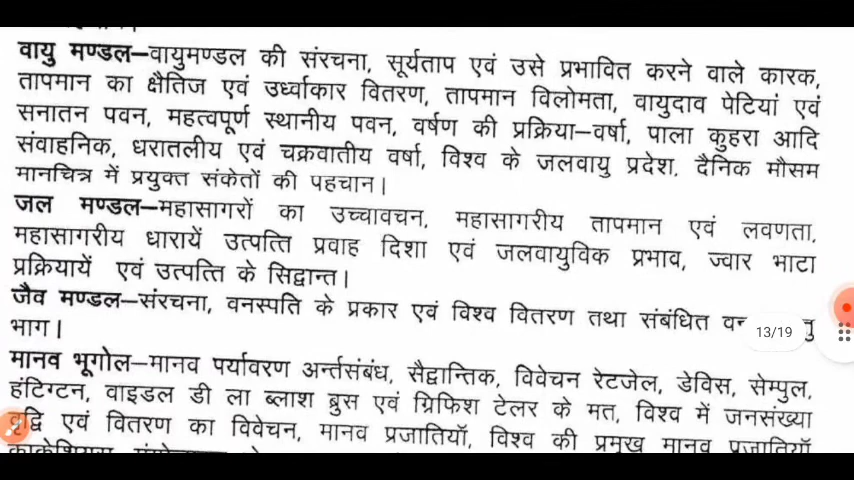 वायु मण्डल–वायुमण्डल की संरचना, सूर्यताप एवं उसे प्रभावित करने वाले कारक,
तापमान का क्षैतिज एवं उर्ध्वाकार वितरण, तापमान विलोमता, वायुदाव पेटियां एवं
सनातन पवन, महत्वपूर्ण स्थानीय पवन, वर्षण की प्रक्रिया–वर्षा, पाला कुहरा आदि
संवाहनिक, धरातलीय एवं चक्रवातीय वर्षा, विश्व के जलवायु प्रदेश, दैनिक मौसम
मानचित्र में प्रयुक्त संकेतों की पहचान।
जल मण्डल–महासागरों का उच्चावचन, महासागरीय तापमान एवं लवणता,
महासागरीय धारायें उत्पत्ति प्रवाह दिशा एवं जलवायुविक प्रभाव, ज्वार भाटा
प्रक्रियायें एवं उत्पत्ति के सिद्वान्त।
जैव मण्डल–संरचना, वनस्पति के प्रकार एवं विश्व वितरण तथा संबंधित
13/19
भाग।
मानव भूगोल–मानव पर्यावरण अर्न्तसंबंध, सैद्वान्तिक, विवेचन रेटजेल, डेविस, सेम्पुल,
हंटिग्टन, वाइडल डी ला ब्लाश ब्रुस एवं ग्रिफिश टेलर के मत, विश्व में जनसंख्या
वृद्वि एवं वितरण का विवेचन, मानव प्रजातियॉ, विश्व की प्रमुख मानव प्रजातियॉ